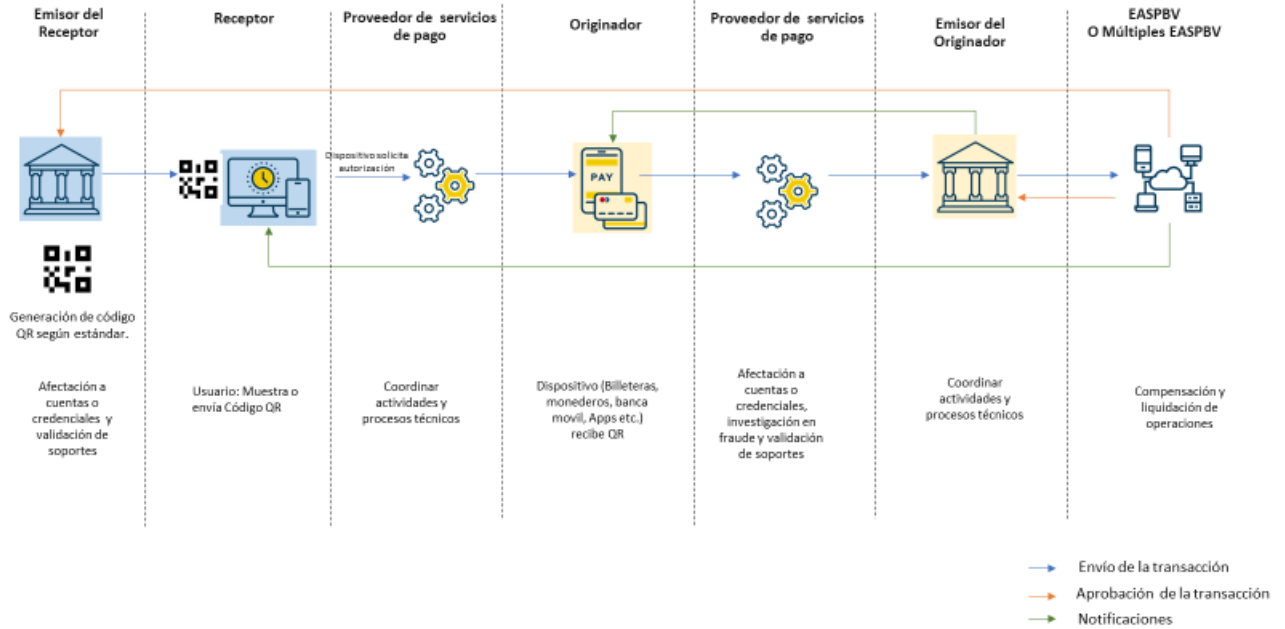 Emisor del
Receptor
Receptor
Proveedor de servicios
de pago
Originador
Proveedor de servicios
de pago
Emisor del
Originador
EASPBV
O Múltiples EASPBV
Dispositivo solicita
autorización
PAY
Generación de código
QR según estándar.
Afectación a
cuentas o
credenciales y
validación de
soportes
Usuario: Muestra o
envía Código QR
Coordinar
actividades y
procesos técnicos
Dispositivo (Billeteras,
monederos, banca
movil, Apps etc.)
recibe QR
Afectación a
cuentas o
credenciales,
investigación en
fraude y validación
de soportes
Coordinar
actividades y
procesos técnicos
Compensación y
liquidación de
operaciones
Envío de la transacción
Aprobación de la transacción
Notificaciones